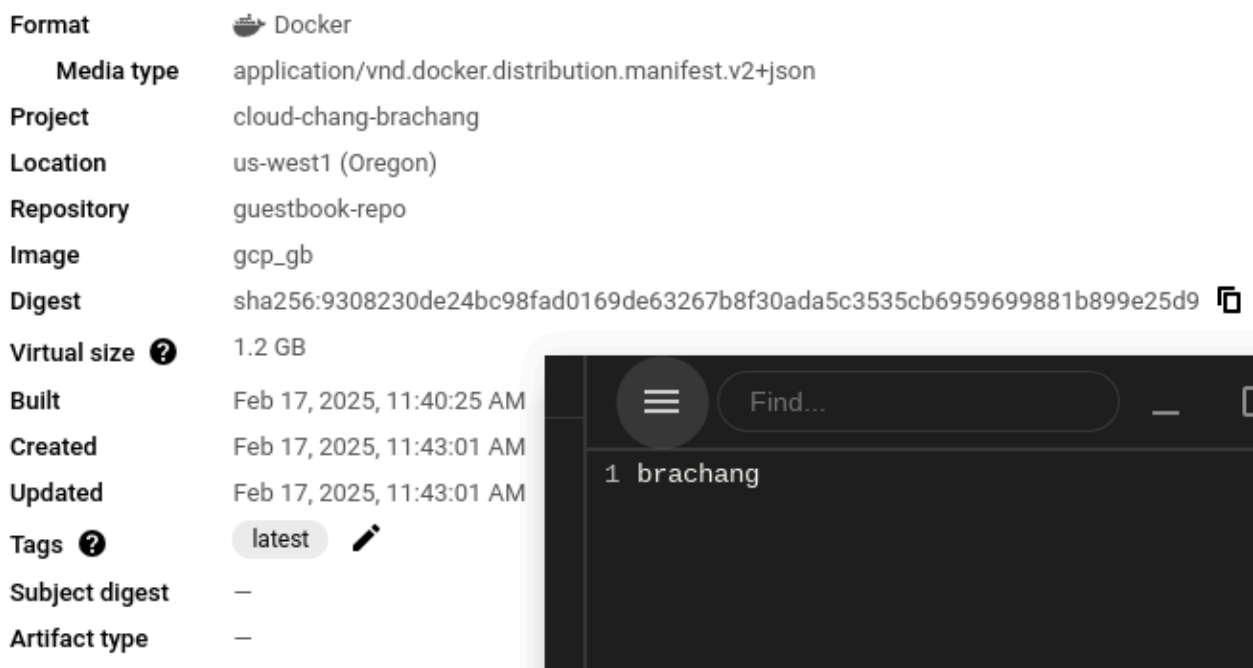 Format Docker
Media type application/vnd.docker.distribution.manifest.v2+json
Project cloud-chang-brachang
Location us-west1 (Oregon)
Repository guestbook-repo
Image gcp_gb
Digest sha256:9308230de24bc98fad0169de63267b8f30ada5c3535cb6959699881b899e25d9
Virtual size ? 1.2 GB
Built Feb 17, 2025, 11:40:25 AM
Created Feb 17, 2025, 11:43:01 AM
Updated Feb 17, 2025, 11:43:01 AM
Tags ? latest
Subject digest —
Artifact type —
Find...
1 brachang